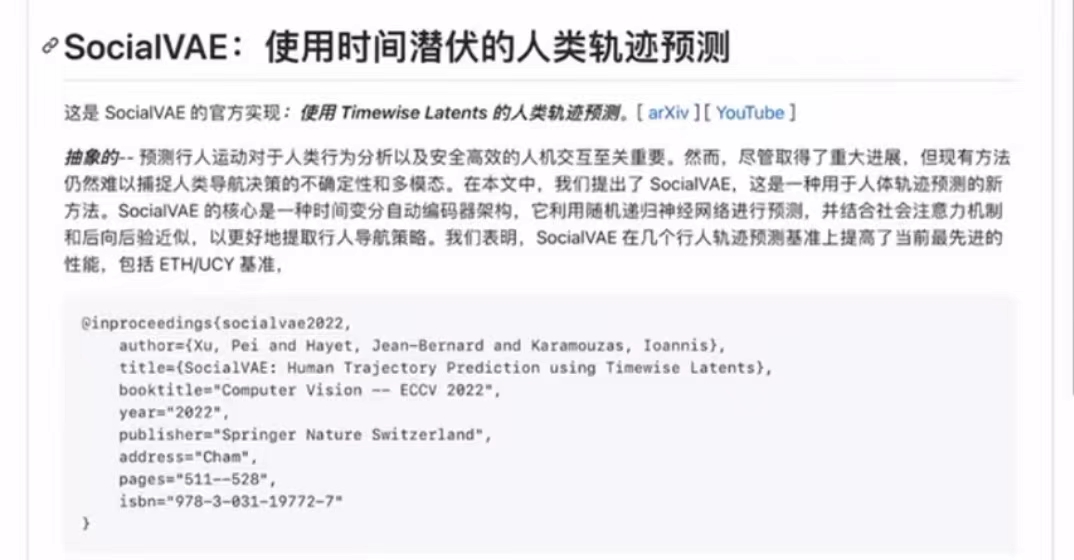 SocialVAE：使用时间潜伏的人类轨迹预测
这是 SocialVAE 的官方实现：使用 Timewise Latents 的人类轨迹预测。[ arXiv ][ YouTube ]
抽象的-- 预测行人运动对于人类行为分析以及安全高效的人机交互至关重要。然而，尽管取得了重大进展，但现有方法
仍然难以捕捉人类导航决策的不确定性和多模态。在本文中，我们提出了 SocialVAE，这是一种用于人体轨迹预测的新
方法。SocialVAE 的核心是一种时间变分自动编码器架构，它利用随机递归神经网络进行预测，并结合社会注意力机制
和后向后验近似，以更好地提取行人导航策略。我们表明，SocialVAE 在几个行人轨迹预测基准上提高了当前最先进的
性能，包括 ETH/UCY 基准，
@inproceedings{socialvae2022,
author={Xu, Pei and Hayet, Jean-Bernard and Karamouzas, Ioannis},
title={SocialVAE: Human Trajectory Prediction using Timewise Latents},
booktitle="Computer Vision -- ECCV 2022",
year="2022",
publisher="Springer Nature Switzerland",
address="Cham",
pages="511--528",
isbn="978-3-031-19772-7"
}